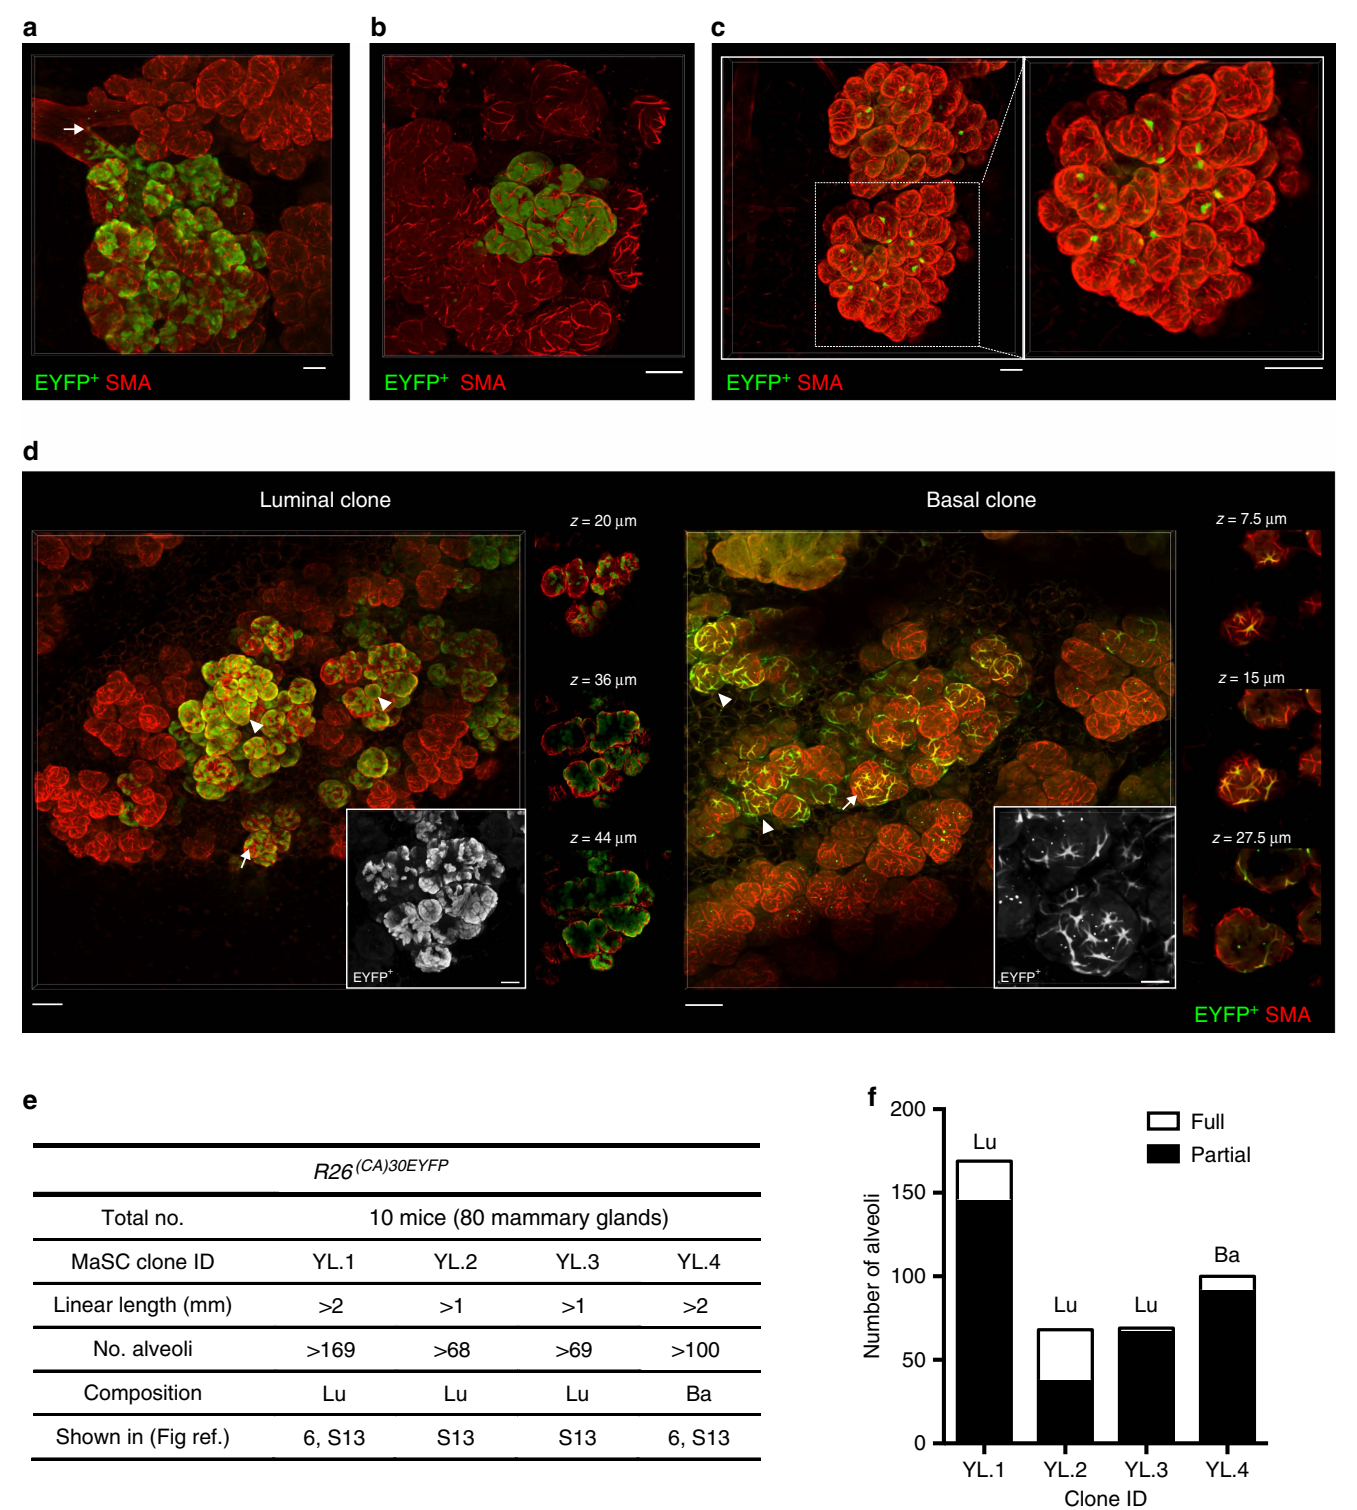 a
b
c
EYFP+ SMA
EYFP+ SMA
EYFP+ SMA
d
Luminal clone
Basal clone
z = 20 µm
z = 36 µm
z = 44 µm
z = 7.5 µm
z = 15 µm
z = 27.5 µm
EYFP+
EYFP+
EYFP+ SMA
e
R26(CA)30EYFP
Total no. 10 mice (80 mammary glands)
MaSC clone ID YL.1 YL.2 YL.3 YL.4
Linear length (mm) >2 >1 >1 >2
No. alveoli >169 >68 >69 >100
Composition Lu Lu Lu Ba
Shown in (Fig ref.) 6, S13 S13 S13 6, S13
f
Number of alveoli
200
150
100
50
0
Full
Partial
Lu
Lu
Lu
Ba
YL.1 YL.2 YL.3 YL.4
Clone ID